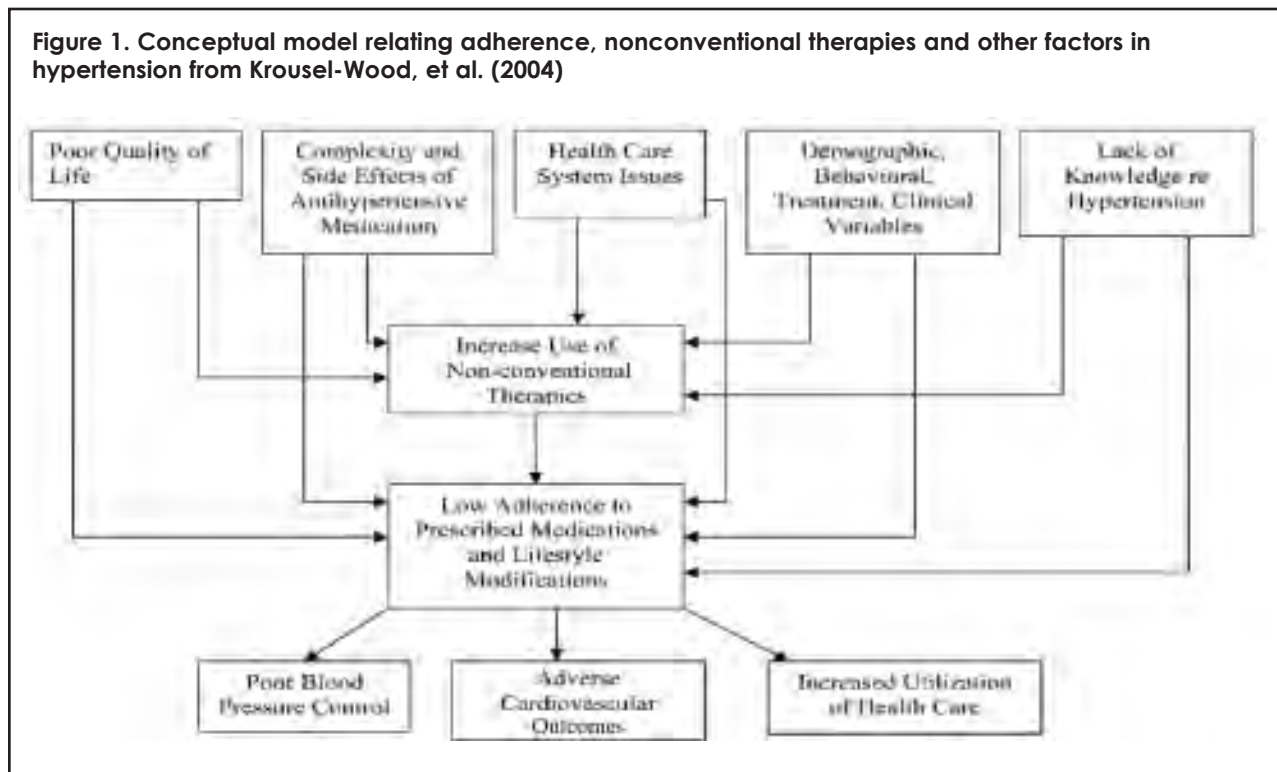 Figure 1. Conceptual model relating adherence, nonconventional therapies and other factors in
hypertension from Krousel-Wood, et al. (2004)
Poor Quality of
Life
Complexity and
Side Effects of
Antihypertensive
Medication
Health Care
System Issues
Demographic,
Behavioural,
Treatment, Clinical
Variables
Lack of
Knowledge re
Hypertension
Increase Use of
Non-conventional
Therapies
Low Adherence to
Prescribed Medications
and Lifestyle
Modifications
Poor Blood
Pressure Control
Adverse
Cardiovascular
Outcomes
Increased Utilization
of Health Care